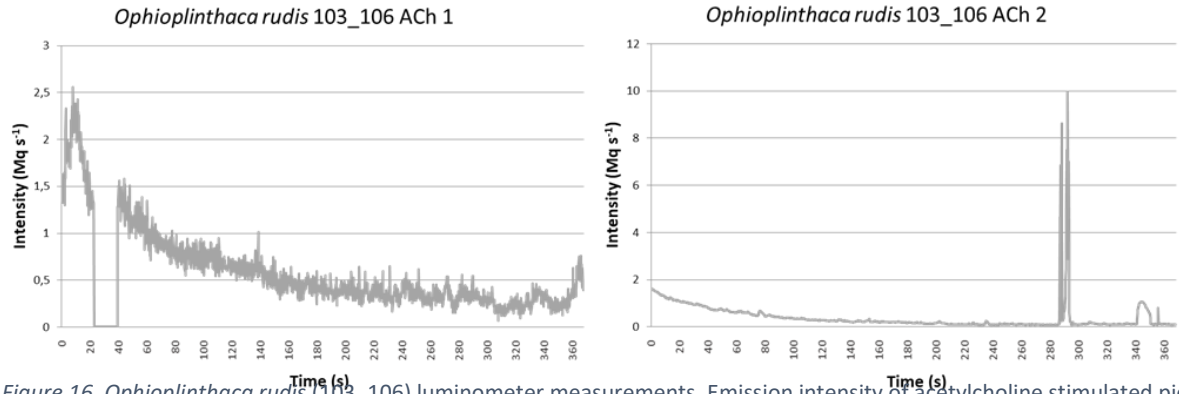 Ophioplinthaca rudis 103_106 ACh 1
3
2,5
2
1,5
1
0,5
0
Intensity (Mq s-1)
0 20 40 60 80 100 120 140 160 180 200 220 240 260 280 300 320 340 360
Time (s)
Ophioplinthaca rudis 103_106 ACh 2
12
10
8
6
4
2
0
Intensity (Mq s-1)
0 20 40 60 80 100 120 140 160 180 200 220 240 260 280 300 320 340 360
Time (s)
Figure 16. Ophioplinthaca rudis (103_106) luminometer measurements. Emission intensity of acetylcholine stimulated